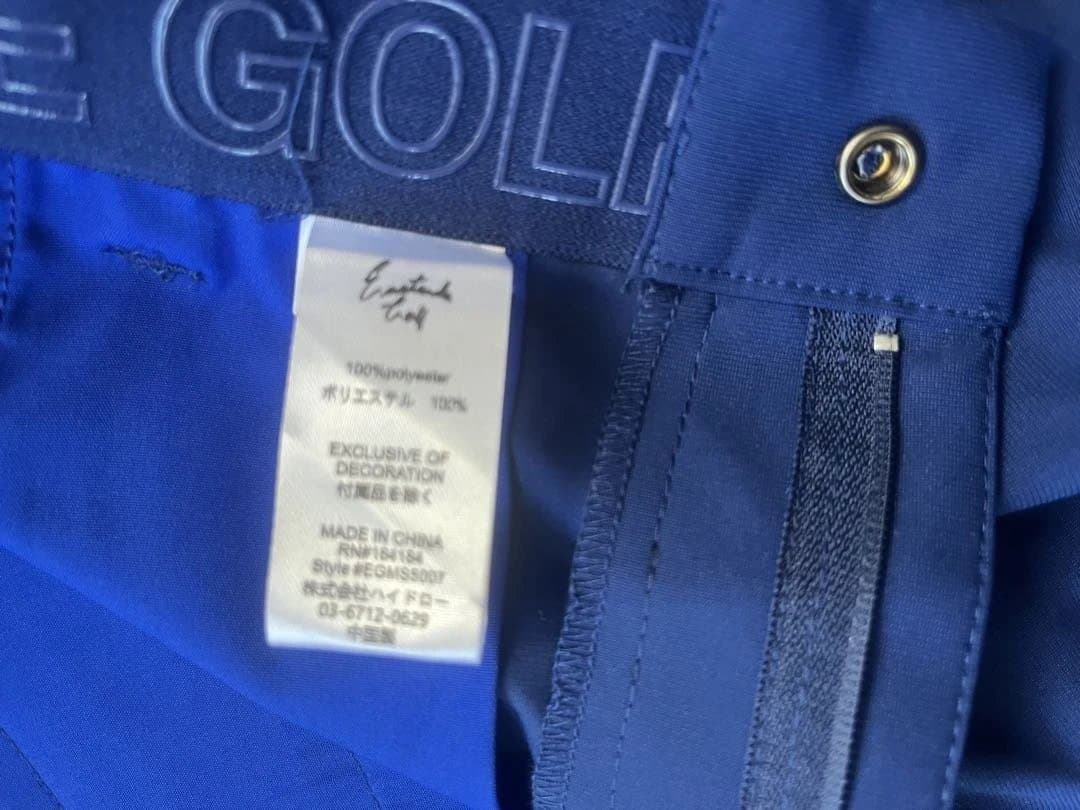 E GOLF
Eastside
Golf
100%polyester
ポリエステル 100%
EXCLUSIVE OF
DECORATION
付属品を除く
MADE IN CHINA
RN#164184
Style #EGMS5007
株式会社ハイドロー
03-6712-0629
中国製